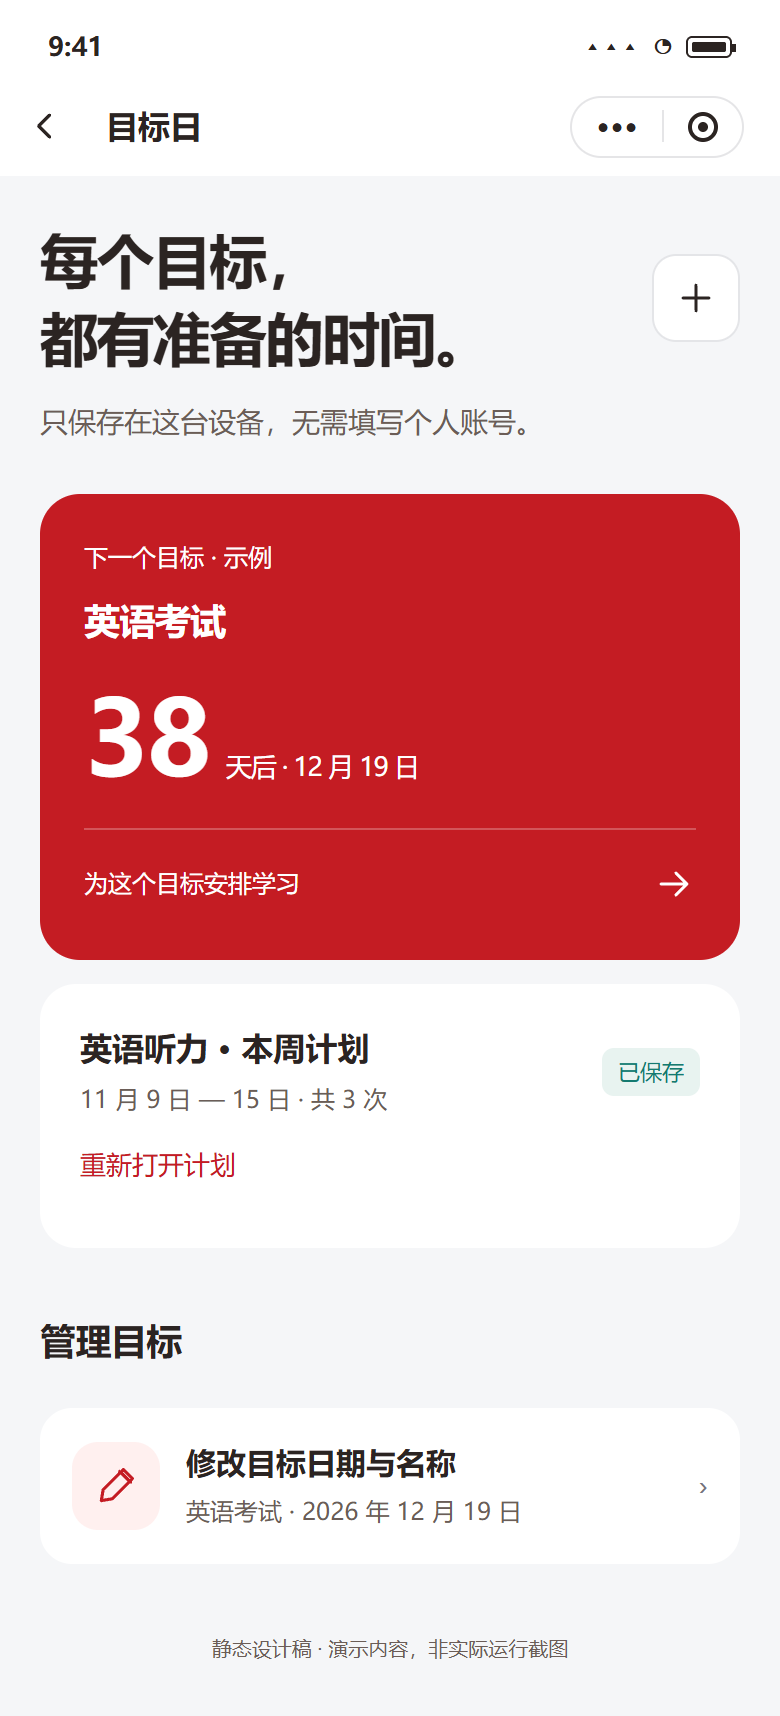 9:41
目标日
每个目标，
都有准备的时间。
只保存在这台设备，无需填写个人账号。
下一个目标 · 示例
英语考试
38 天后 · 12 月 19 日
为这个目标安排学习
英语听力 • 本周计划
已保存
11 月 9 日 — 15 日 · 共 3 次
重新打开计划
管理目标
修改目标日期与名称
英语考试 · 2026 年 12 月 19 日
静态设计稿 · 演示内容，非实际运行截图